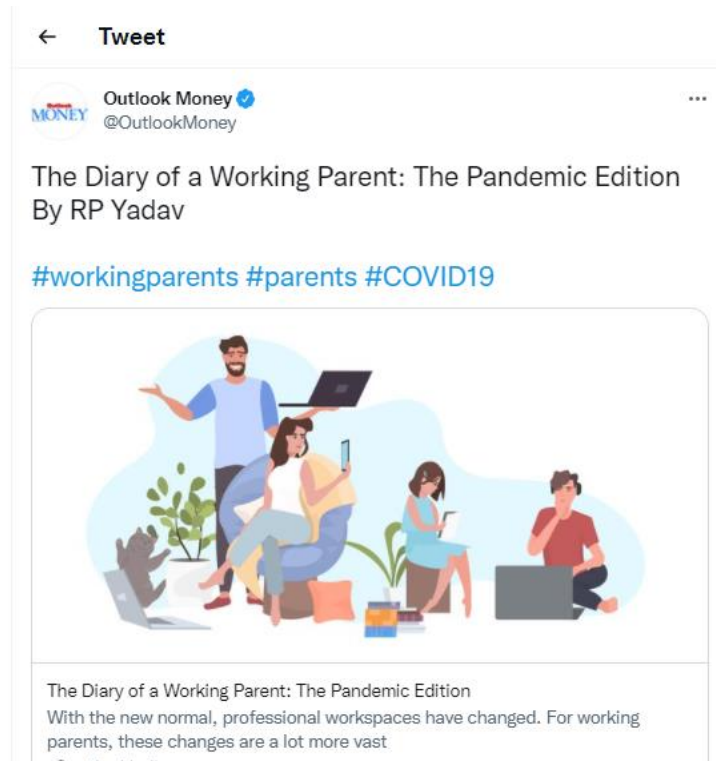 ← Tweet
Outlook MONEY
Outlook Money
@OutlookMoney
The Diary of a Working Parent: The Pandemic Edition
By RP Yadav
#workingparents #parents #COVID19
The Diary of a Working Parent: The Pandemic Edition
With the new normal, professional workspaces have changed. For working
parents, these changes are a lot more vast